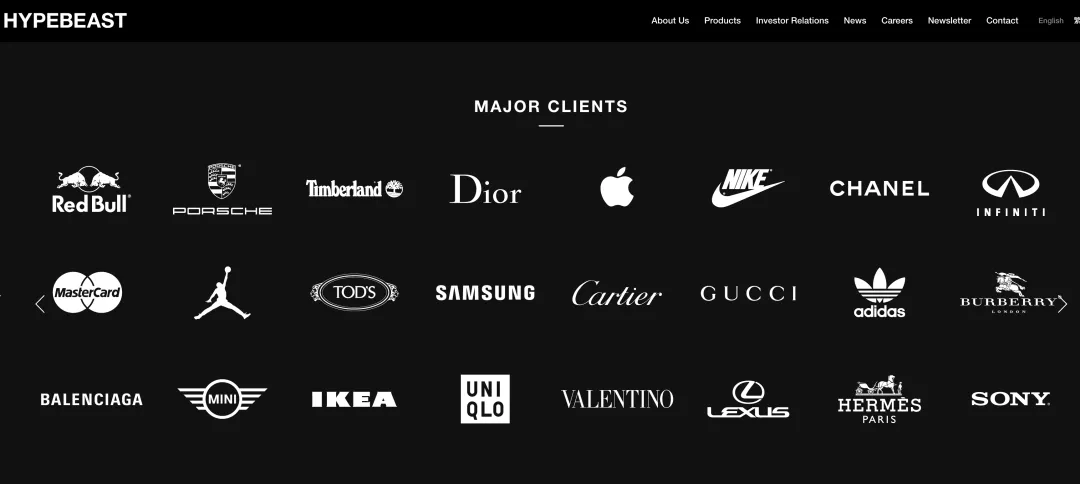 HYPEBEAST
About Us Products Investor Relations News Careers Newsletter Contact English 繁
MAJOR CLIENTS
Red Bull®
PORSCHE
PORSCHE
Timberland
Dior
NIKE
CHANEL
INFINITI
MasterCard
TOD'S
SAMSUNG
Cartier
GUCCI
adidas
BURBERRY
LONDON
BALENCIAGA
MINI
IKEA
UNI
QLO
VALENTINO
LEXUS
HERMÈS
PARIS
SONY